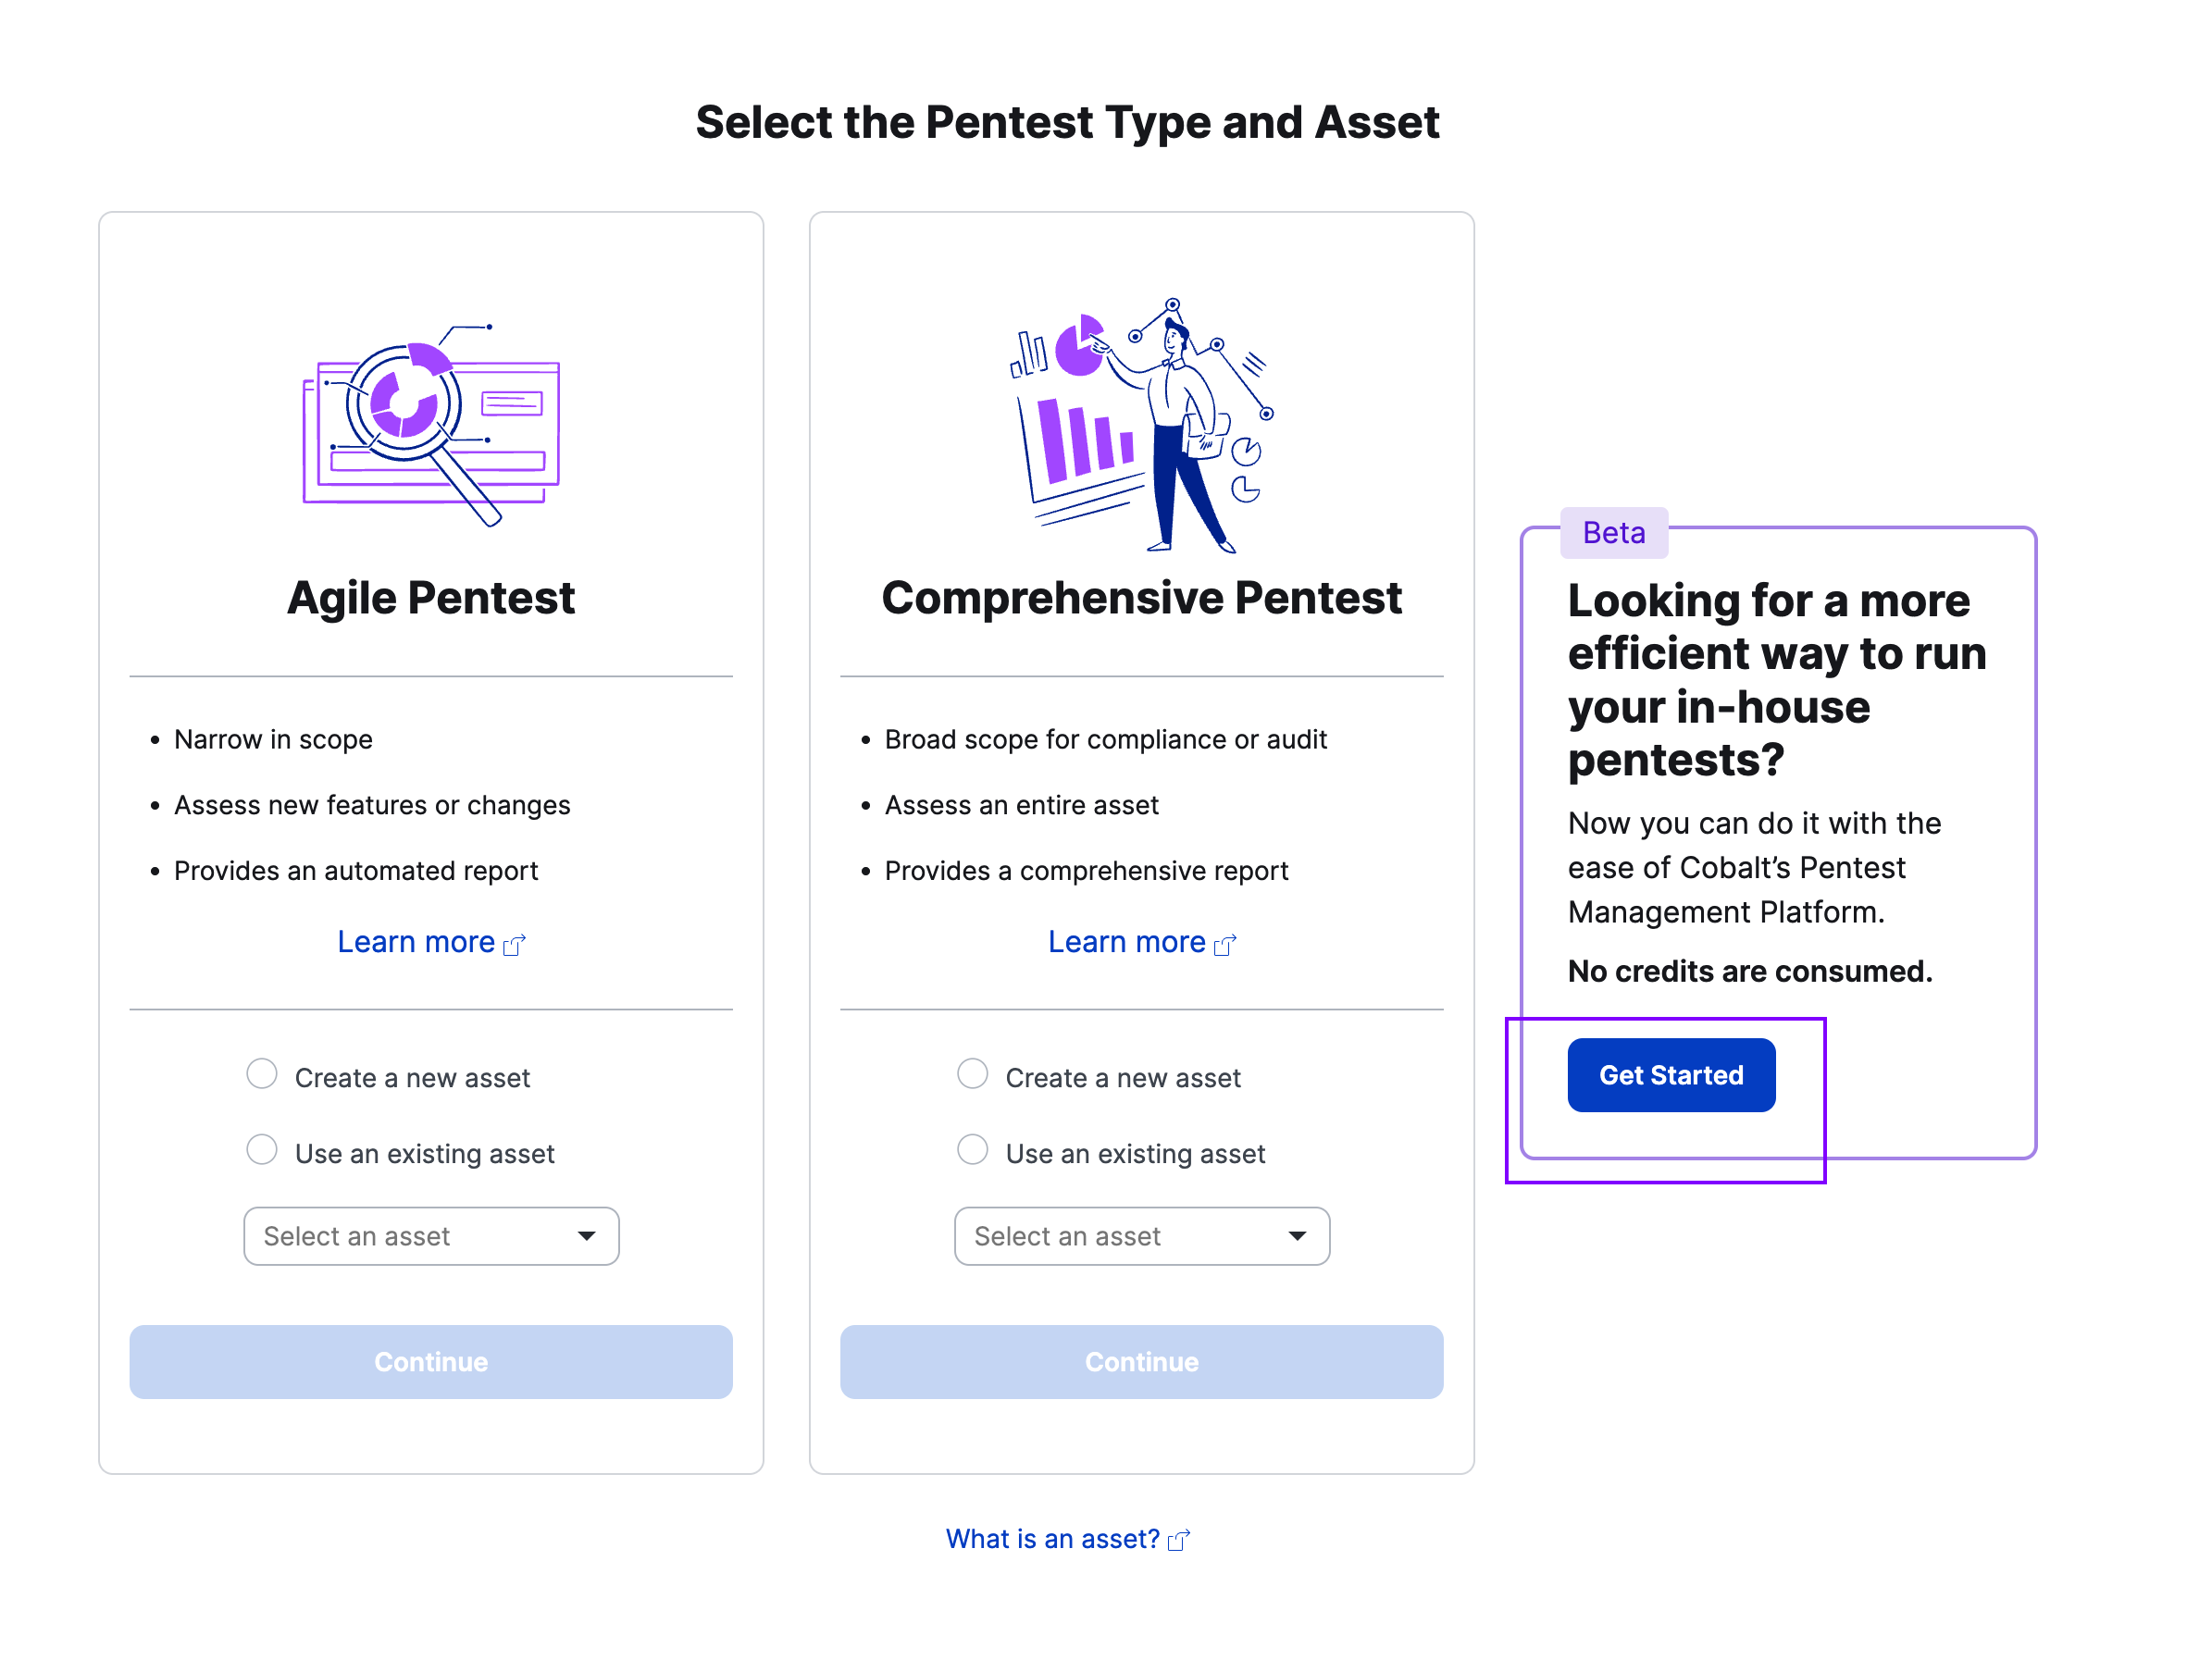 Select the Pentest Type and Asset
Agile Pentest
Narrow in scope
Assess new features or changes
Provides an automated report
Learn more
Create a new asset
Use an existing asset
Select an asset
Continue
Comprehensive Pentest
Broad scope for compliance or audit
Assess an entire asset
Provides a comprehensive report
Learn more
Create a new asset
Use an existing asset
Select an asset
Continue
Beta
Looking for a more
efficient way to run
your in-house
pentests?
Now you can do it with the
ease of Cobalt’s Pentest
Management Platform.
No credits are consumed.
Get Started
What is an asset?